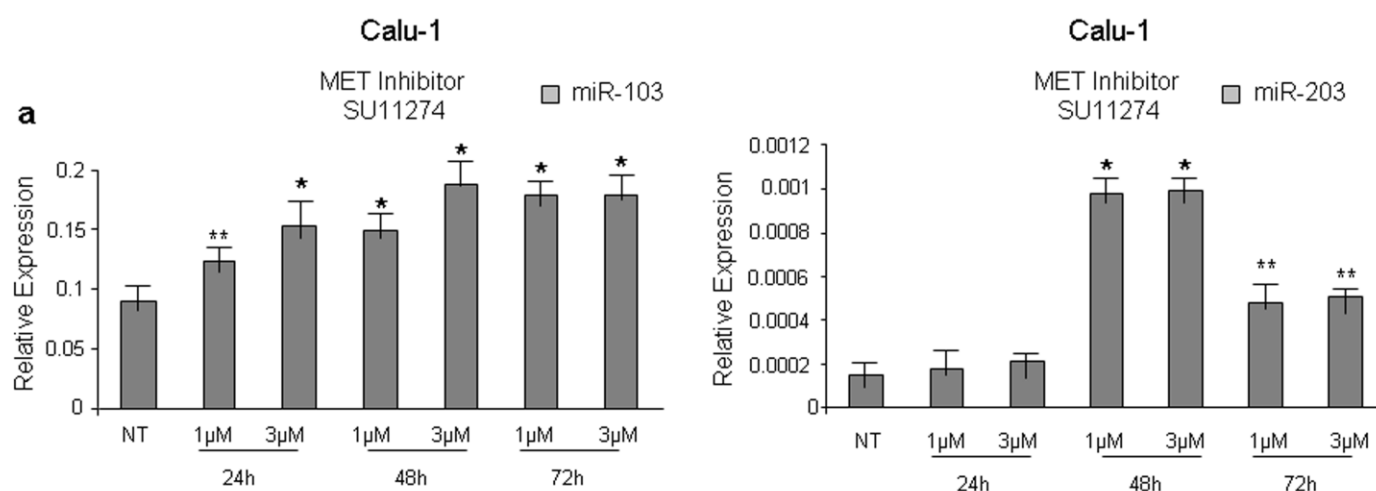 Calu-1
MET Inhibitor
SU11274
miR-103
a
Relative Expression
0.2
0.15
0.1
0.05
0
**
*
*
*
*
*
NT
1µM
3µM
1µM
3µM
1µM
3µM
24h
48h
72h
Calu-1
MET Inhibitor
SU11274
miR-203
Relative Expression
0.0012
0.001
0.0008
0.0006
0.0004
0.0002
0
*
*
**
**
NT
1µM
3µM
1µM
3µM
1µM
3µM
24h
48h
72h